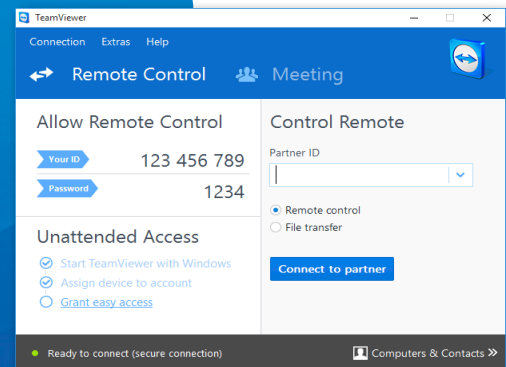 TeamViewer
Connection Extras Help
Remote Control Meeting
Allow Remote Control
Your ID 123 456 789
Password 1234
Unattended Access
Start TeamViewer with Windows
Assign device to account
Grant easy access
Control Remote
Partner ID
Remote control
File transfer
Connect to partner
Ready to connect (secure connection)
Computers & Contacts